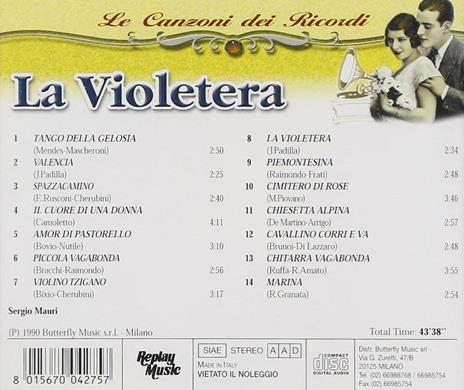 Le Canzoni dei Ricordi
La Violetera
1 TANGO DELLA GELOSIA
(Mendes-Mascheroni) 2:50
2 VALENCIA
(J.Padilla) 2:25
3 SPAZZACAMINO
(E.Rusconi-Cherubini) 2:40
4 IL CUORE DI UNA DONNA
(Camoletto) 4:11
5 AMOR DI PASTORELLO
(Bovio-Nutile) 3:10
6 PICCOLA VAGABONDA
(Bracchi-Raimondo) 2:56
7 VIOLINO TZIGANO
(Bixio-Cherubini) 3:17
8 LA VIOLETERA
(J.Padilla) 2:34
9 PIEMONTESINA
(Raimondo-Frati) 2:48
10 CIMITERO DI ROSE
(M.Piovano) 3:46
11 CHIESETTA ALPINA
(De Martino-Arrigo) 2:57
12 CAVALLINO CORRI E VA
(Brunoi-Di Lazzaro) 2:48
13 CHITARRA VAGABONDA
(Ruffa-R.Amato) 3:55
14 MARINA
(R.Granata) 2:54
Sergio Mauri
(P) 1990 Butterfly Music s.r.l. - Milano
Total Time: 43'38"
8 015670 042757
Replay Music
SIAE STEREO A A D
MADE IN ITALY
VIETATO IL NOLEGGIO
COMPACT
disc
DIGITAL AUDIO
Distr. Butterfly Music Srl
Via G. Zuretti, 47/B
20125 MILANO
Tel. 02) 66988768 - 66985754
Fax 02) 66985754